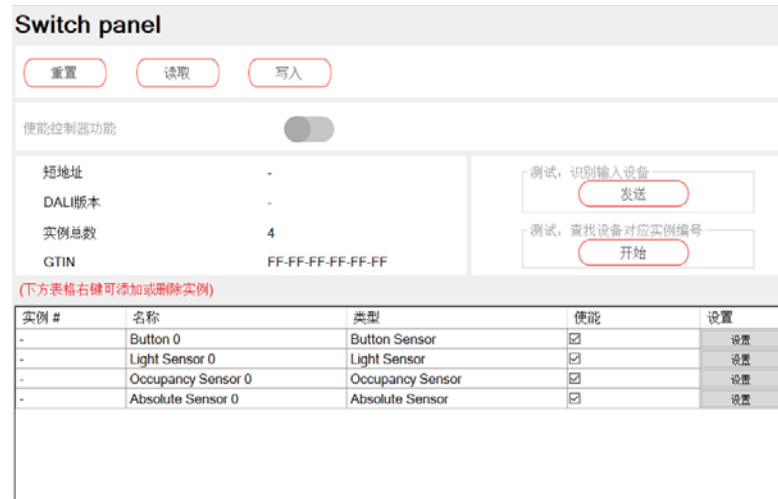 Switch panel
重置 读取 写入
使能控制器功能
短地址 -
DALI版本 -
实例总数 4
GTIN FF-FF-FF-FF-FF-FF
测试，识别输入设备
发送
测试，查找设备对应实例编号
开始
(下方表格右键可添加或删除实例)
实例 # 名称 类型 使能 设置
- Button 0 Button Sensor ☑ 设置
- Light Sensor 0 Light Sensor ☑ 设置
- Occupancy Sensor 0 Occupancy Sensor ☑ 设置
- Absolute Sensor 0 Absolute Sensor ☑ 设置